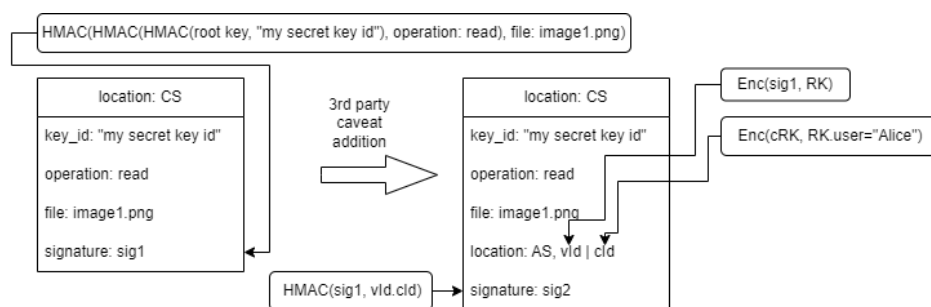 HMAC(HMAC(HMAC(root key, "my secret key id"), operation: read), file: image1.png)
location: CS
key_id: "my secret key id"
operation: read
file: image1.png
signature: sig1
3rd party
caveat
addition
location: CS
key_id: "my secret key id"
operation: read
file: image1.png
location: AS, vId | cId
signature: sig2
Enc(sig1, RK)
Enc(cRK, RK.user="Alice")
HMAC(sig1, vId.cId)